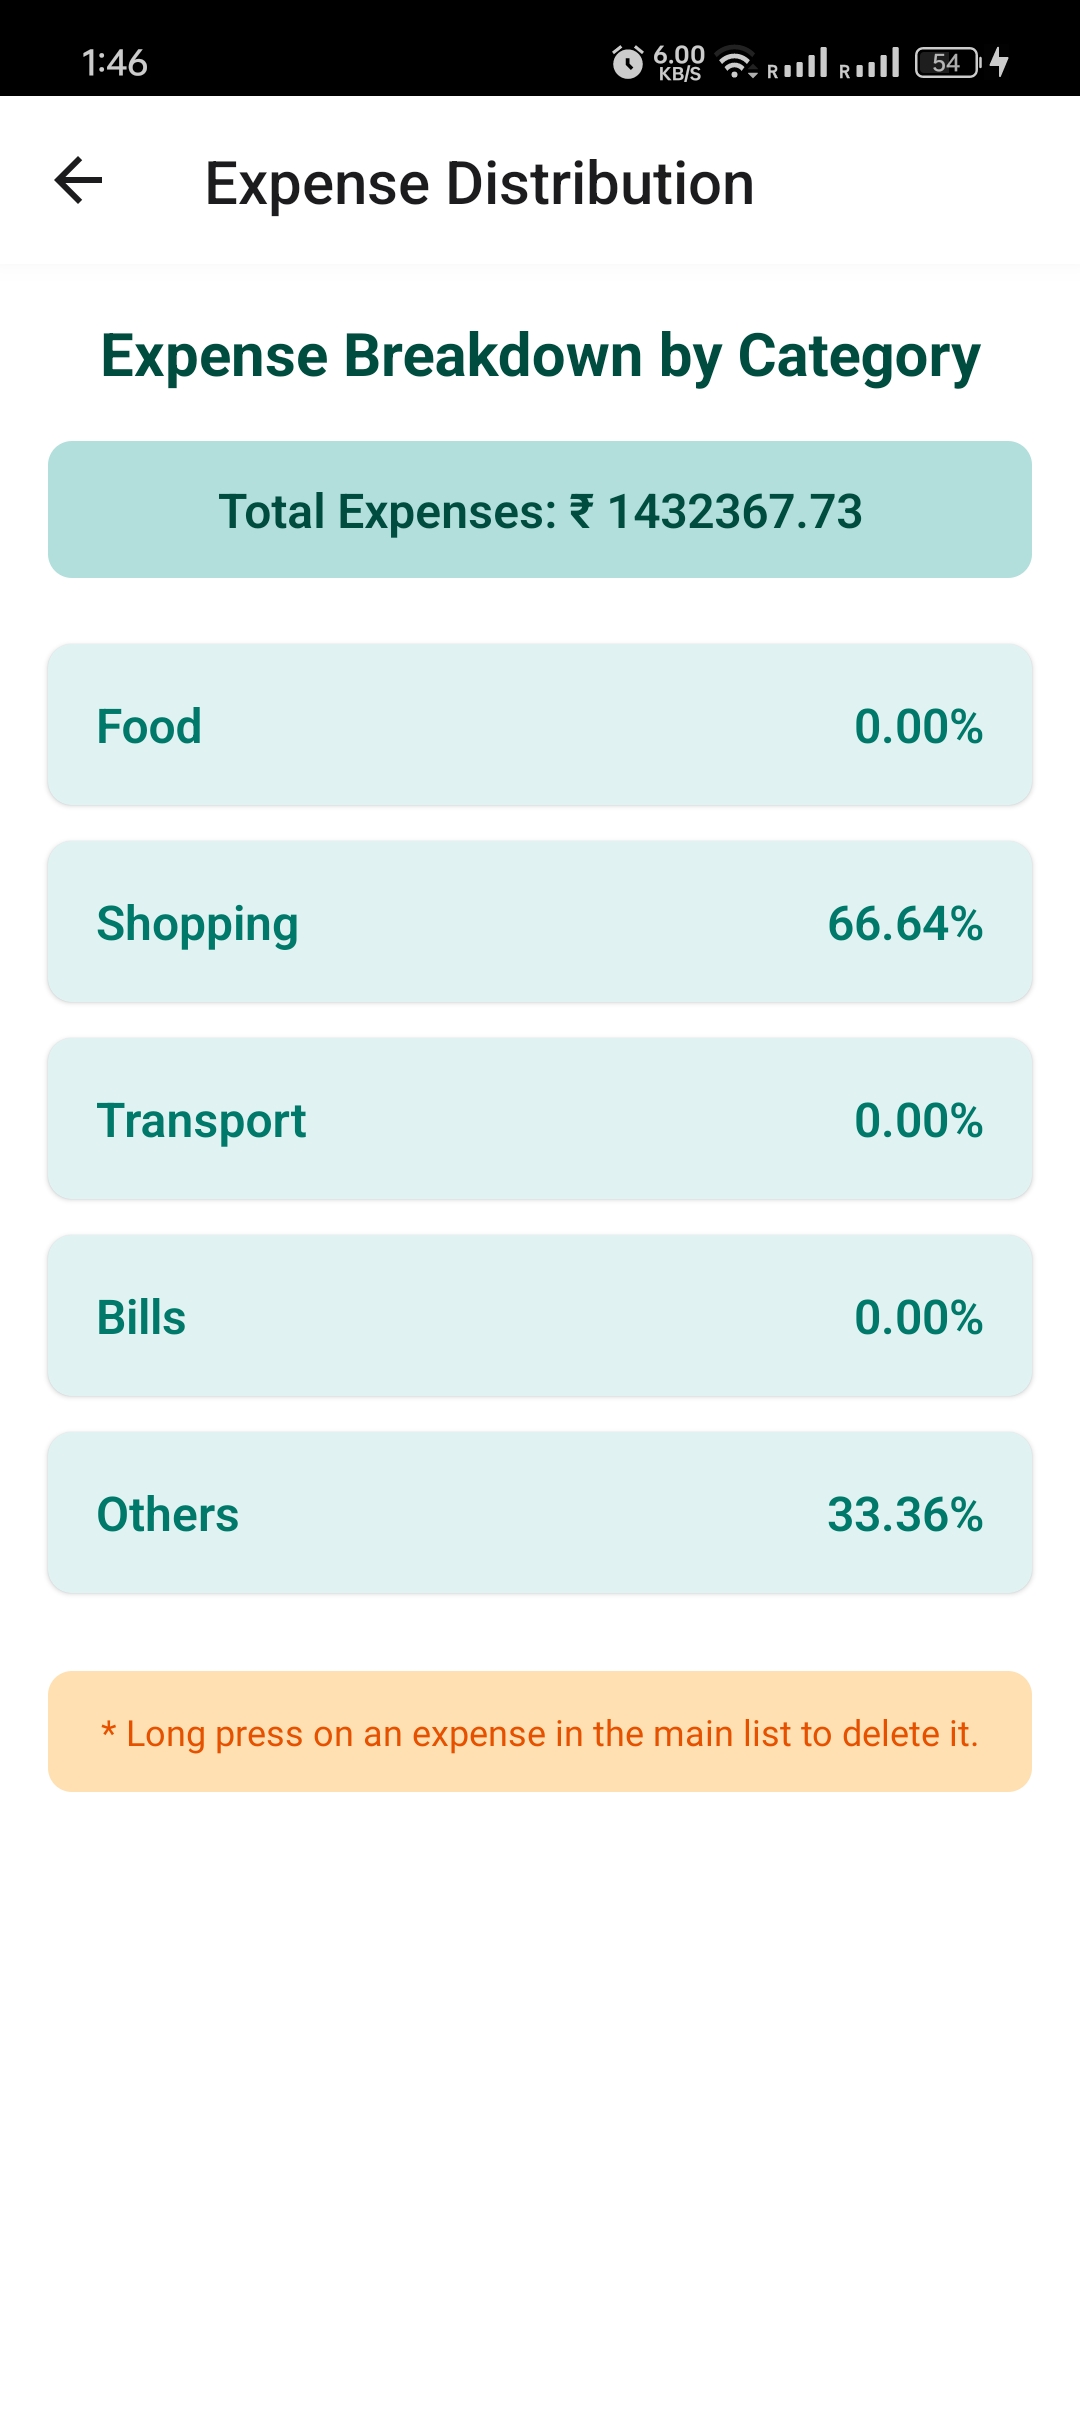 1:46
6.00
KB/S
R
R
54
Expense Distribution
Expense Breakdown by Category
Total Expenses: ₹ 1432367.73
Food 0.00%
Shopping 66.64%
Transport 0.00%
Bills 0.00%
Others 33.36%
* Long press on an expense in the main list to delete it.